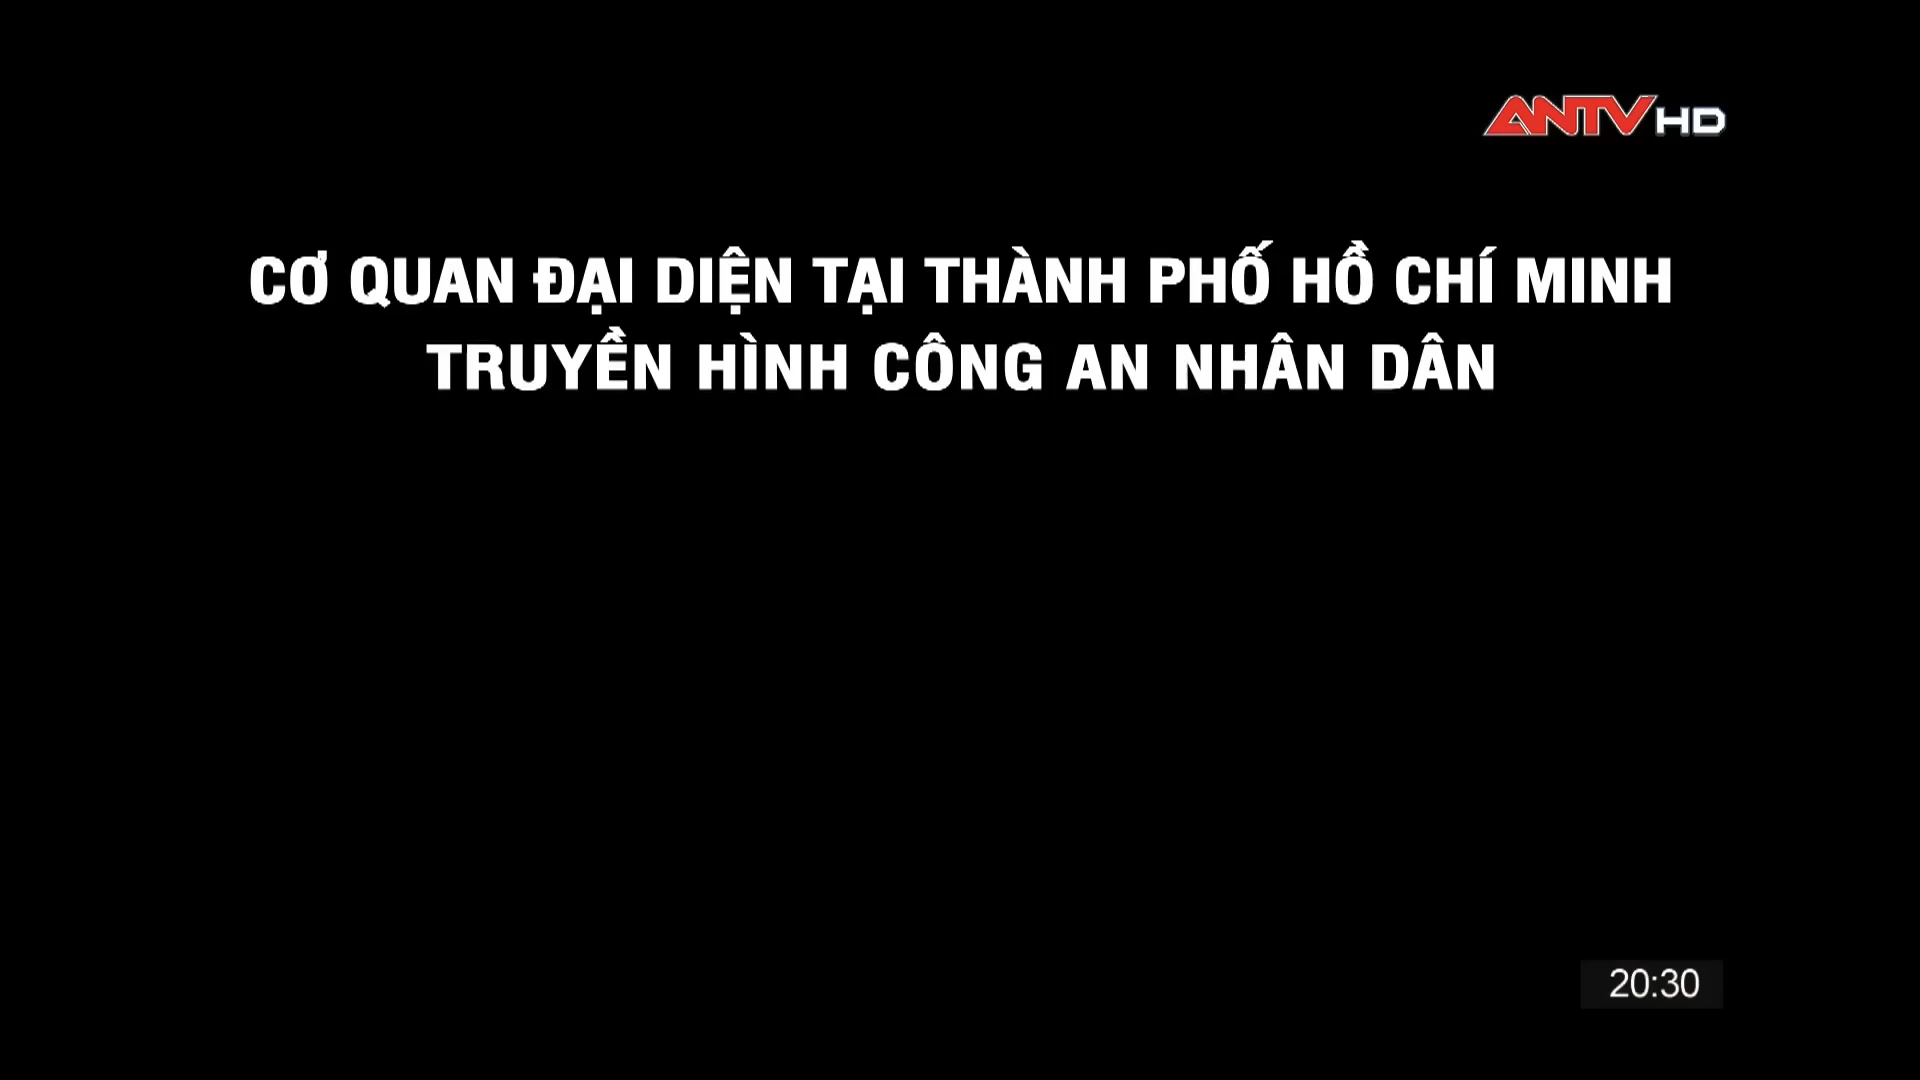 ANTV HD
CƠ QUAN ĐẠI DIỆN TẠI THÀNH PHỐ HỒ CHÍ MINH
TRUYỀN HÌNH CÔNG AN NHÂN DÂN
20:30